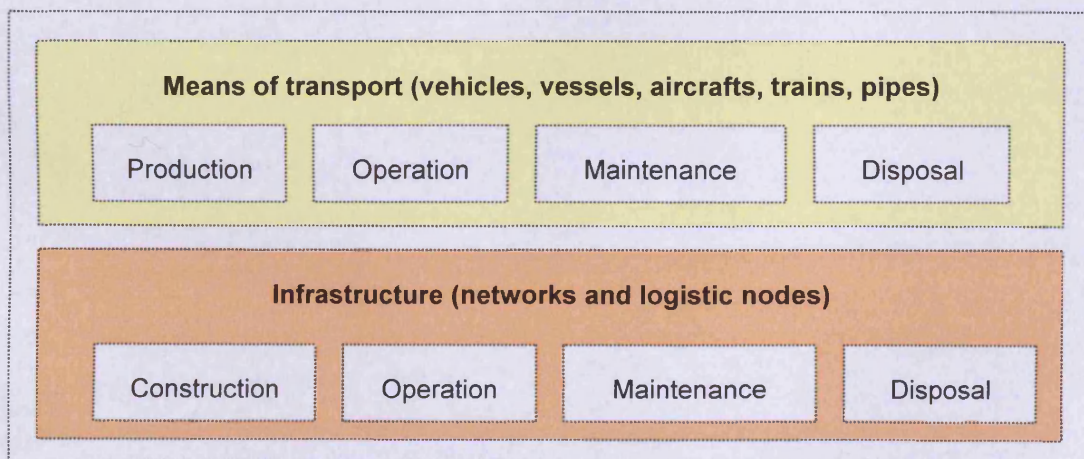 Means of transport (vehicles, vessels, aircrafts, trains, pipes)
Production Operation Maintenance Disposal
Infrastructure (networks and logistic nodes)
Construction Operation Maintenance Disposal